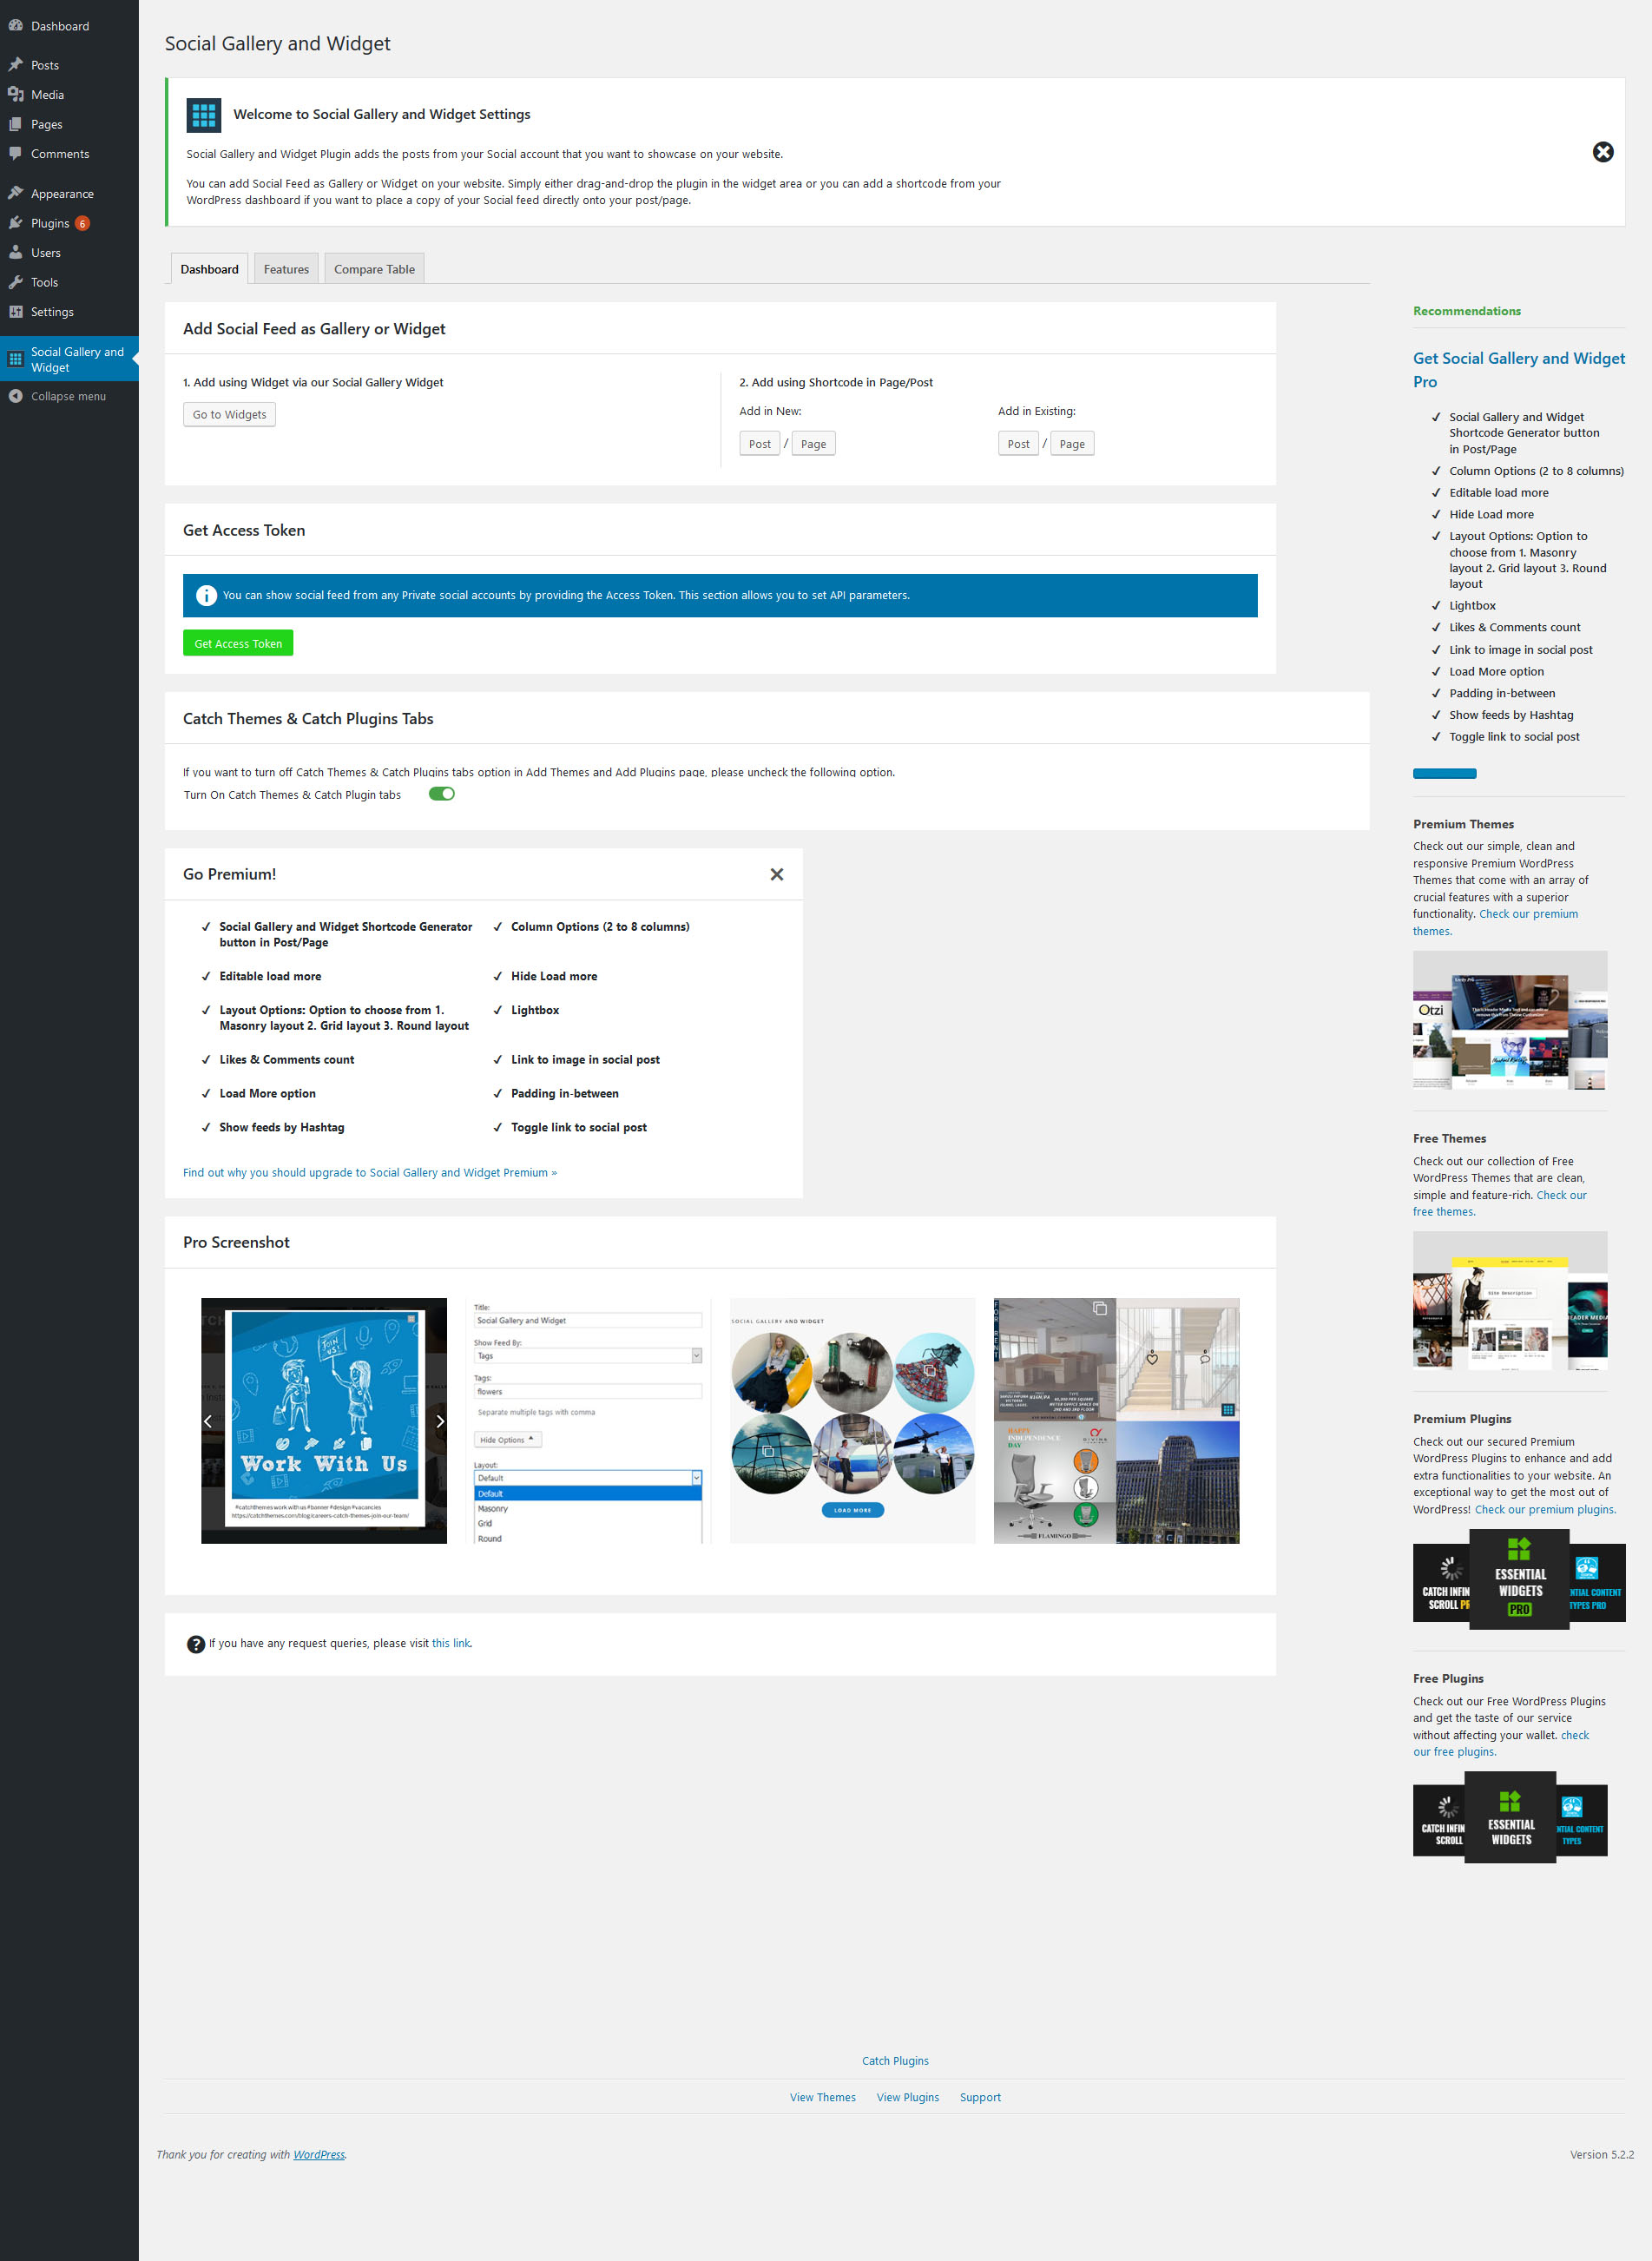 Dashboard
Posts
Media
Pages
Comments
Appearance
Plugins 6
Users
Tools
Settings
Social Gallery and
Widget
Collapse menu
Social Gallery and Widget
Welcome to Social Gallery and Widget Settings
Social Gallery and Widget Plugin adds the posts from your Social account that you want to showcase on your website.
You can add Social Feed as Gallery or Widget on your website. Simply either drag-and-drop the plugin in the widget area or you can add a shortcode from your
WordPress dashboard if you want to place a copy of your Social feed directly onto your post/page.
Dashboard Features Compare Table
Add Social Feed as Gallery or Widget
1. Add using Widget via our Social Gallery Widget
Go to Widgets
2. Add using Shortcode in Page/Post
Add in New:
Post / Page
Add in Existing:
Post / Page
Get Access Token
You can show social feed from any Private social accounts by providing the Access Token. This section allows you to set API parameters.
Get Access Token
Catch Themes & Catch Plugins Tabs
If you want to turn off Catch Themes & Catch Plugins tabs option in Add Themes and Add Plugins page, please uncheck the following option.
Turn On Catch Themes & Catch Plugin tabs
Go Premium!
Social Gallery and Widget Shortcode Generator
button in Post/Page
Column Options (2 to 8 columns)
Editable load more
Hide Load more
Layout Options: Option to choose from 1.
Masonry layout 2. Grid layout 3. Round layout
Lightbox
Likes & Comments count
Link to image in social post
Load More option
Padding in-between
Show feeds by Hashtag
Toggle link to social post
Find out why you should upgrade to Social Gallery and Widget Premium »
Pro Screenshot
JOIN
US!
Work With Us
#catchthemes work with us #banner #design #vacancies
https://catchthemes.com/blog/careers-catch-themes-join-our-team/
Title:
Social Gallery and Widget
Show Feed By:
Tags
Tags:
flowers
Separate multiple tags with comma
Hide Options
Layout:
Default
Default
Masonry
Grid
Round
SOCIAL GALLERY AND WIDGET
LOAD MORE
FOR RENT
HAPPY
INDEPENDENCE
DAY
FLAMINGO
If you have any request queries, please visit this link.
Recommendations
Get Social Gallery and Widget
Pro
Social Gallery and Widget
Shortcode Generator button
in Post/Page
Column Options (2 to 8 columns)
Editable load more
Hide Load more
Layout Options: Option to
choose from 1. Masonry
layout 2. Grid layout 3. Round
layout
Lightbox
Likes & Comments count
Link to image in social post
Load More option
Padding in-between
Show feeds by Hashtag
Toggle link to social post
Premium Themes
Check out our simple, clean and
responsive Premium WordPress
Themes that come with an array of
crucial features with a superior
functionality. Check our premium
themes.
Otzi
Free Themes
Check out our collection of Free
WordPress Themes that are clean,
simple and feature-rich. Check our
free themes.
Site Description
HEADER MEDIA
Premium Plugins
Check out our secured Premium
WordPress Plugins to enhance and add
extra functionalities to your website. An
exceptional way to get the most out of
WordPress! Check our premium plugins.
CATCH INFIN
SCROLL PR
ESSENTIAL
WIDGETS
PRO
NTIAL CONTENT
TYPES PRO
Free Plugins
Check out our Free WordPress Plugins
and get the taste of our service
without affecting your wallet. check
our free plugins.
CATCH INFIN
SCROLL
ESSENTIAL
WIDGETS
NTIAL CONTENT
TYPES
Catch Plugins
View Themes View Plugins Support
Thank you for creating with WordPress.
Version 5.2.2